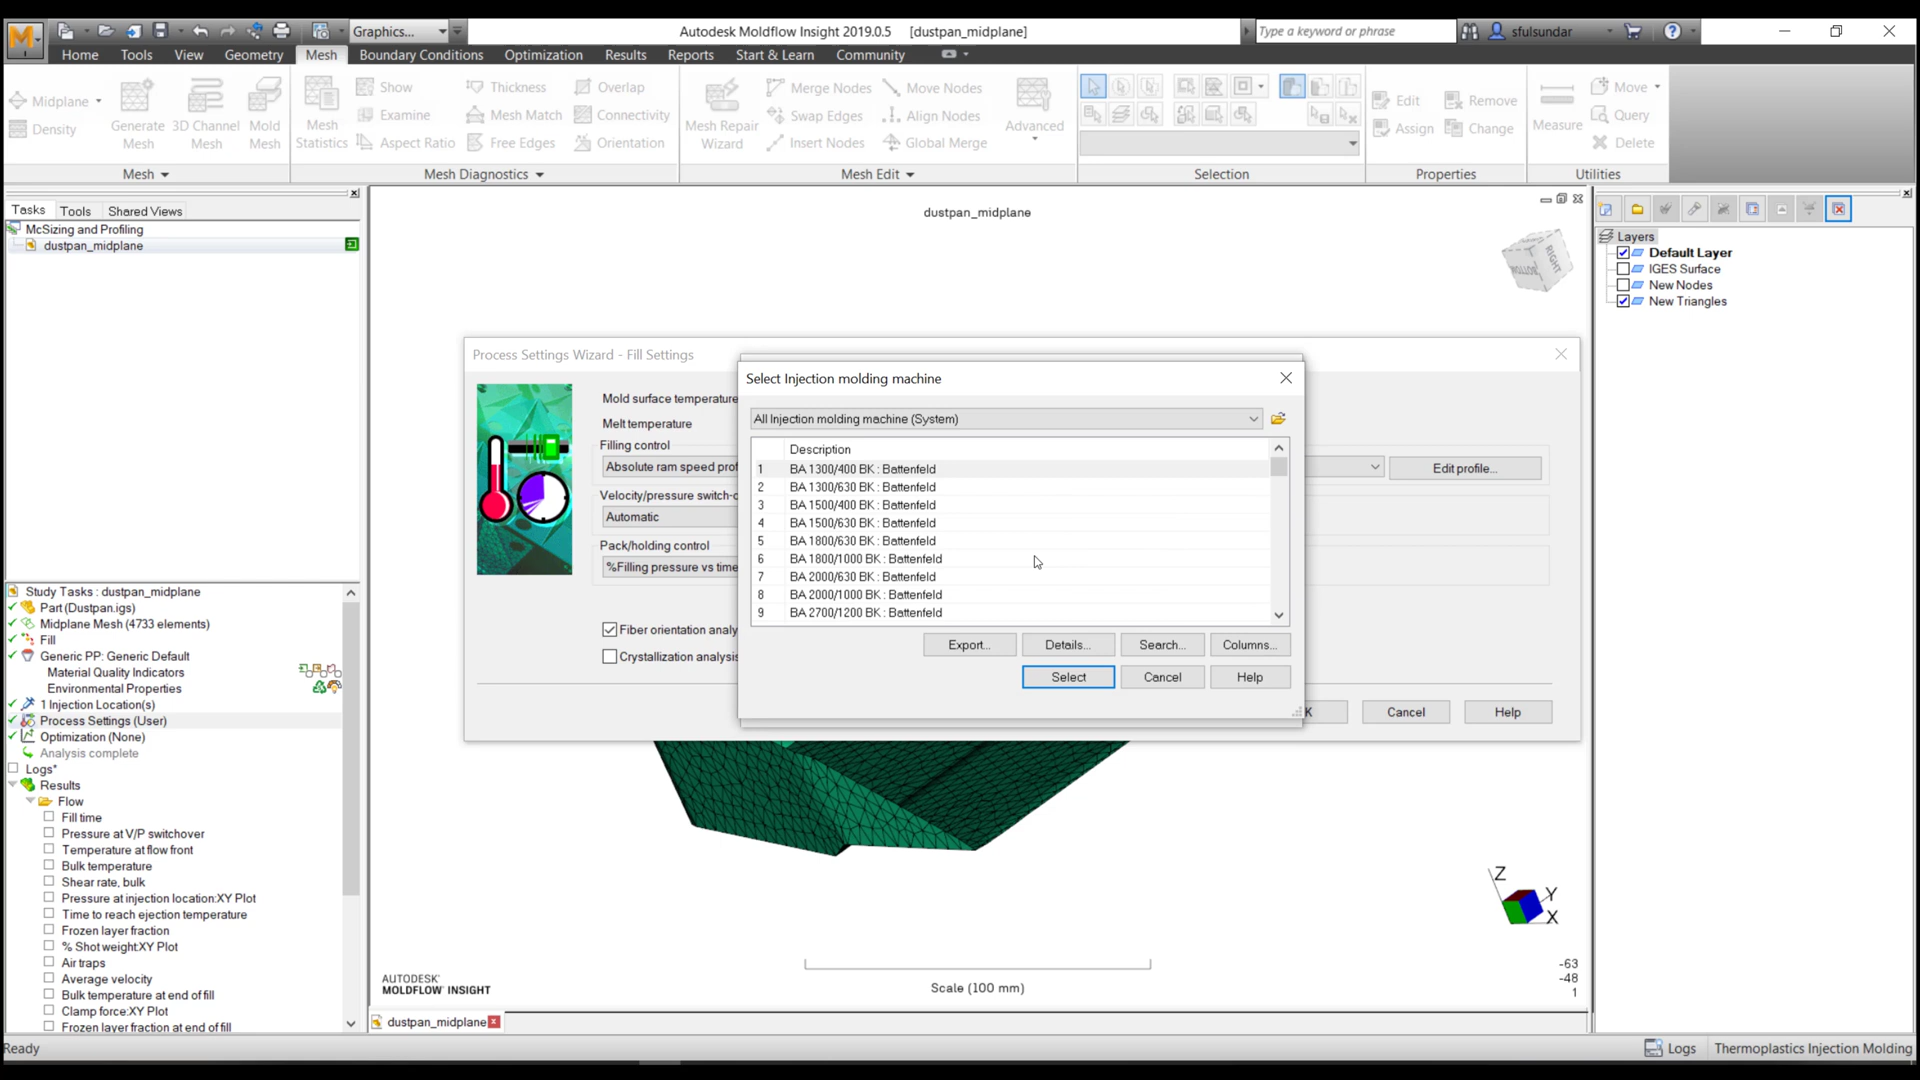 Graphics...
Autodesk Moldflow Insight 2019.0.5 [dustpan_midplane]
Type a keyword or phrase
sfulsundar
Home Tools View Geometry Mesh Boundary Conditions Optimization Results Reports Start & Learn Community
Midplane
Density
Generate Mesh
3D Channel Mesh
Mold Mesh
Mesh
Mesh Statistics
Show
Examine
Aspect Ratio
Thickness
Mesh Match
Free Edges
Overlap
Connectivity
Orientation
Mesh Diagnostics
Mesh Repair Wizard
Merge Nodes
Swap Edges
Insert Nodes
Move Nodes
Align Nodes
Global Merge
Advanced
Mesh Edit
Selection
Edit
Assign
Remove
Change
Properties
Measure
Move
Query
Delete
Utilities
Tasks Tools Shared Views
McSizing and Profiling
dustpan_midplane
Study Tasks : dustpan_midplane
Part (Dustpan.igs)
Midplane Mesh (4733 elements)
Fill
Generic PP: Generic Default
Material Quality Indicators
Environmental Properties
1 Injection Location(s)
Process Settings (User)
Optimization (None)
Analysis complete
Logs*
Results
Flow
Fill time
Pressure at V/P switchover
Temperature at flow front
Bulk temperature
Shear rate, bulk
Pressure at injection location:XY Plot
Time to reach ejection temperature
Frozen layer fraction
% Shot weight:XY Plot
Air traps
Average velocity
Bulk temperature at end of fill
Clamp force:XY Plot
Frozen layer fraction at end of fill
dustpan_midplane
RIGHT
Process Settings Wizard - Fill Settings
Mold surface temperature
Melt temperature
Filling control
Absolute ram speed prof
Edit profile...
Velocity/pressure switch-o
Automatic
Pack/holding control
%Filling pressure vs time
Fiber orientation analy
Crystallization analysis
K
Cancel
Help
Select Injection molding machine
All Injection molding machine (System)
Description
1 BA 1300/400 BK : Battenfeld
2 BA 1300/630 BK : Battenfeld
3 BA 1500/400 BK : Battenfeld
4 BA 1500/630 BK : Battenfeld
5 BA 1800/630 BK : Battenfeld
6 BA 1800/1000 BK : Battenfeld
7 BA 2000/630 BK : Battenfeld
8 BA 2000/1000 BK : Battenfeld
9 BA 2700/1200 BK : Battenfeld
Export... Details... Search... Columns...
Select Cancel Help
Z
Y
X
-63
-48
1
AUTODESK
MOLDFLOW INSIGHT
Scale (100 mm)
dustpan_midplane
Layers
Default Layer
IGES Surface
New Nodes
New Triangles
Ready
Logs
Thermoplastics Injection Molding